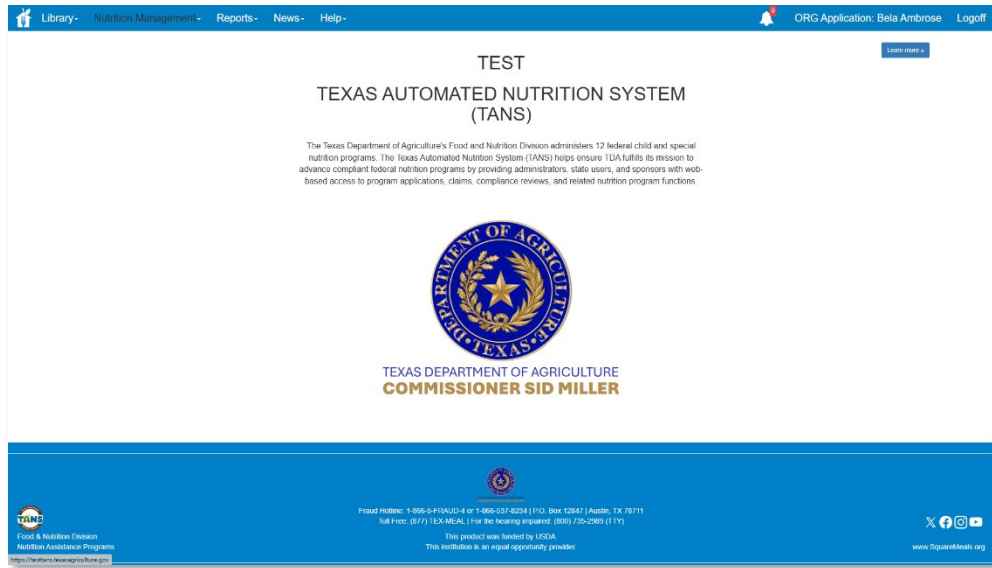 Library- Nutrition Management- Reports- News- Help- 0 ORG Application: Bela Ambrose Logoff
Learn more »
TEST
TEXAS AUTOMATED NUTRITION SYSTEM
(TANS)
The Texas Department of Agriculture's Food and Nutrition Division administers 12 federal child and special
nutrition programs. The Texas Automated Nutrition System (TANS) helps ensure TDA fulfills its mission to
advance compliant federal nutrition programs by providing administrators, state users, and sponsors with web-
based access to program applications, claims, compliance reviews, and related nutrition program functions.
DEPARTMENT OF AGRICULTURE
TEXAS
TEXAS DEPARTMENT OF AGRICULTURE
COMMISSIONER SID MILLER
Fraud Hotline: 1-866-5-FRAUD-4 or 1-866-537-8234 | P.O. Box 12847 | Austin, TX 78711
Toll Free: (877) TEX-MEAL | For the hearing impaired: (800) 735-2989 (TTY)
This product was funded by USDA.
This institution is an equal opportunity provider.
TANS
Food & Nutrition Division
Nutrition Assistance Programs
www.SquareMeals.org
https://testtans.texasagriculture.gov